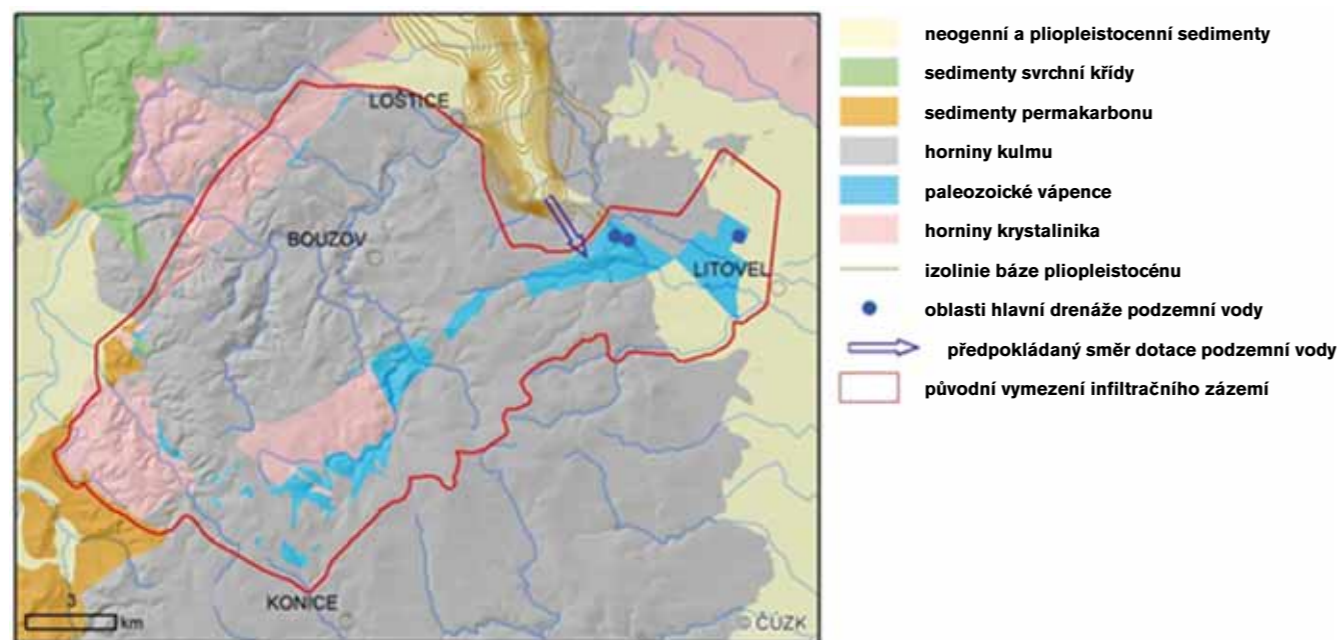 LOŠTICE
BOUZOV
LITOVEL
KONICE
3
km
© ČÚZK
neogenní a pliopleistocenní sedimenty
sedimenty svrchní křídy
sedimenty permakarbonu
horniny kulmu
paleozoické vápence
horniny krystalinika
izolinie báze pliopleistocénu
oblasti hlavní drenáže podzemní vody
předpokládaný směr dotace podzemní vody
původní vymezení infiltračního zázemí